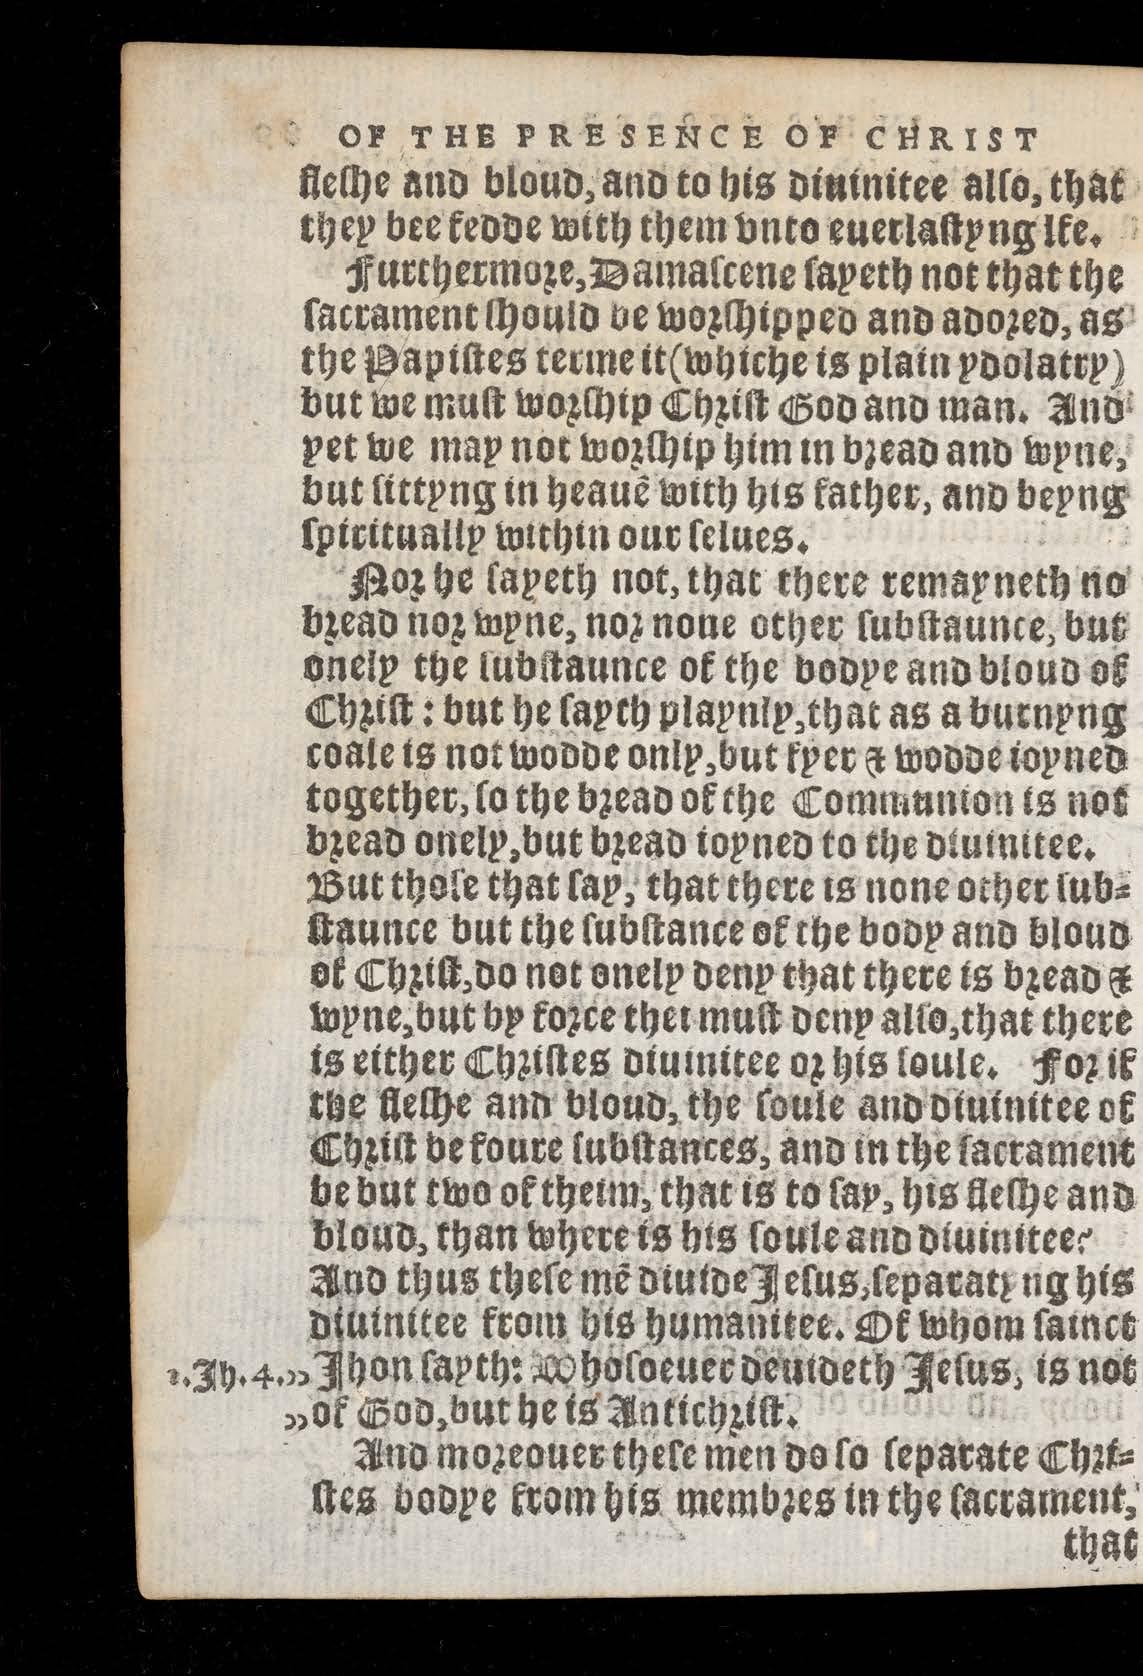 OF THE PRESENCE OF CHRIST
fleſhe and bloud, and to his diuinitee alſo, that
they bee fedde with them vnto euerlaſtyng lfe.
Furthermore, Damaſcene ſayeth not that the
ſacrament ſhould be worſhipped and adored, as
the Papiſtes terme it (whiche is plain ydolatry)
but we muſt worſhip Chriſt God and man. And
yet we may not worſhip him in bread and wyne,
but ſittyng in heauē with his father, and beyng
ſpiritually within our ſelues.
Nor he ſayeth not, that there remayneth no
bread nor wyne, nor none other ſubſtaunce, but
onely the ſubſtaunce of the bodye and bloud of
Chriſt: but he ſayth playnly, that as a burnyng
coale is not wodde only, but fyer & wodde ioyned
together, ſo the bread of the Communion is not
bread onely, but bread ioyned to the diuinitee.
But thoſe that ſay, that there is none other ſub=
ſtaunce but the ſubſtance of the body and bloud
of Chriſt, do not onely deny that there is bread &
wyne, but by force thei muſt deny alſo, that there
is either Chriſtes diuinitee or his ſoule. For if
the fleſhe and bloud, the ſoule and diuinitee of
Chriſt be foure ſubſtances, and in the ſacrament
be but two of theim, that is to ſay, his fleſhe and
bloud, than where is his ſoule and diuinitee?
And thus theſe mē diuide Jeſus, ſeparatyng his
diuinitee from his humanitee. Of whom ſainct
1.Jh.4. ,, Jhon ſayth: Whoſoeuer deuideth Jeſus, is not
,, of God, but he is Antichriſt.
And moreouer theſe men do ſo ſeparate Chri=
ſtes bodye from his membres in the ſacrament,
that